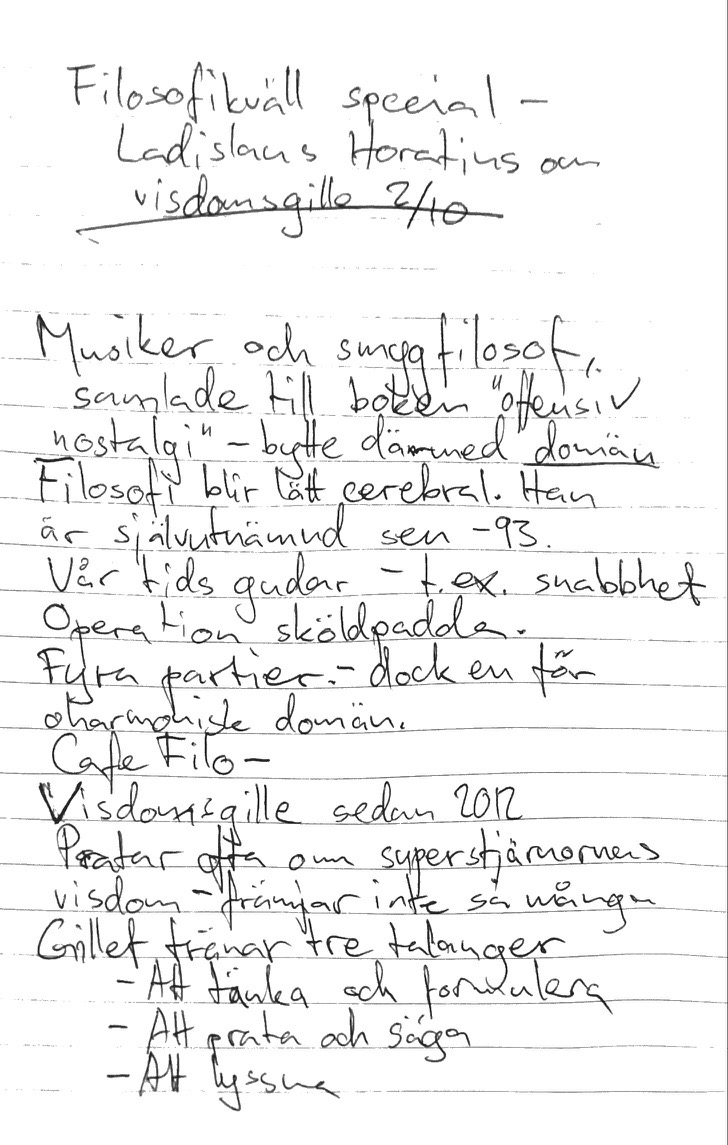 Filosofikväll special –
Ladislaus Horatius om
visdomsgille 2/10
Musiker och smygfilosof,
samlade till boken "offensiv
nostalgi" – bytte därmed domän
Filosofi blir lätt cerebral. Han
är självutnämnd sen -93.
Vår tids gudar – t.ex. snabbhet
Operation sköldpadda.
Fyra partier. – dock en för
oharmonisk domän.
Cafe Filo –
Visdomsgille sedan 2012
Pratar ofta om superstjärnornas
visdom – främjar inte så många
Gillet tränar tre talanger
– Att tänka och formulera
– Att prata och säga
– Att lyssna